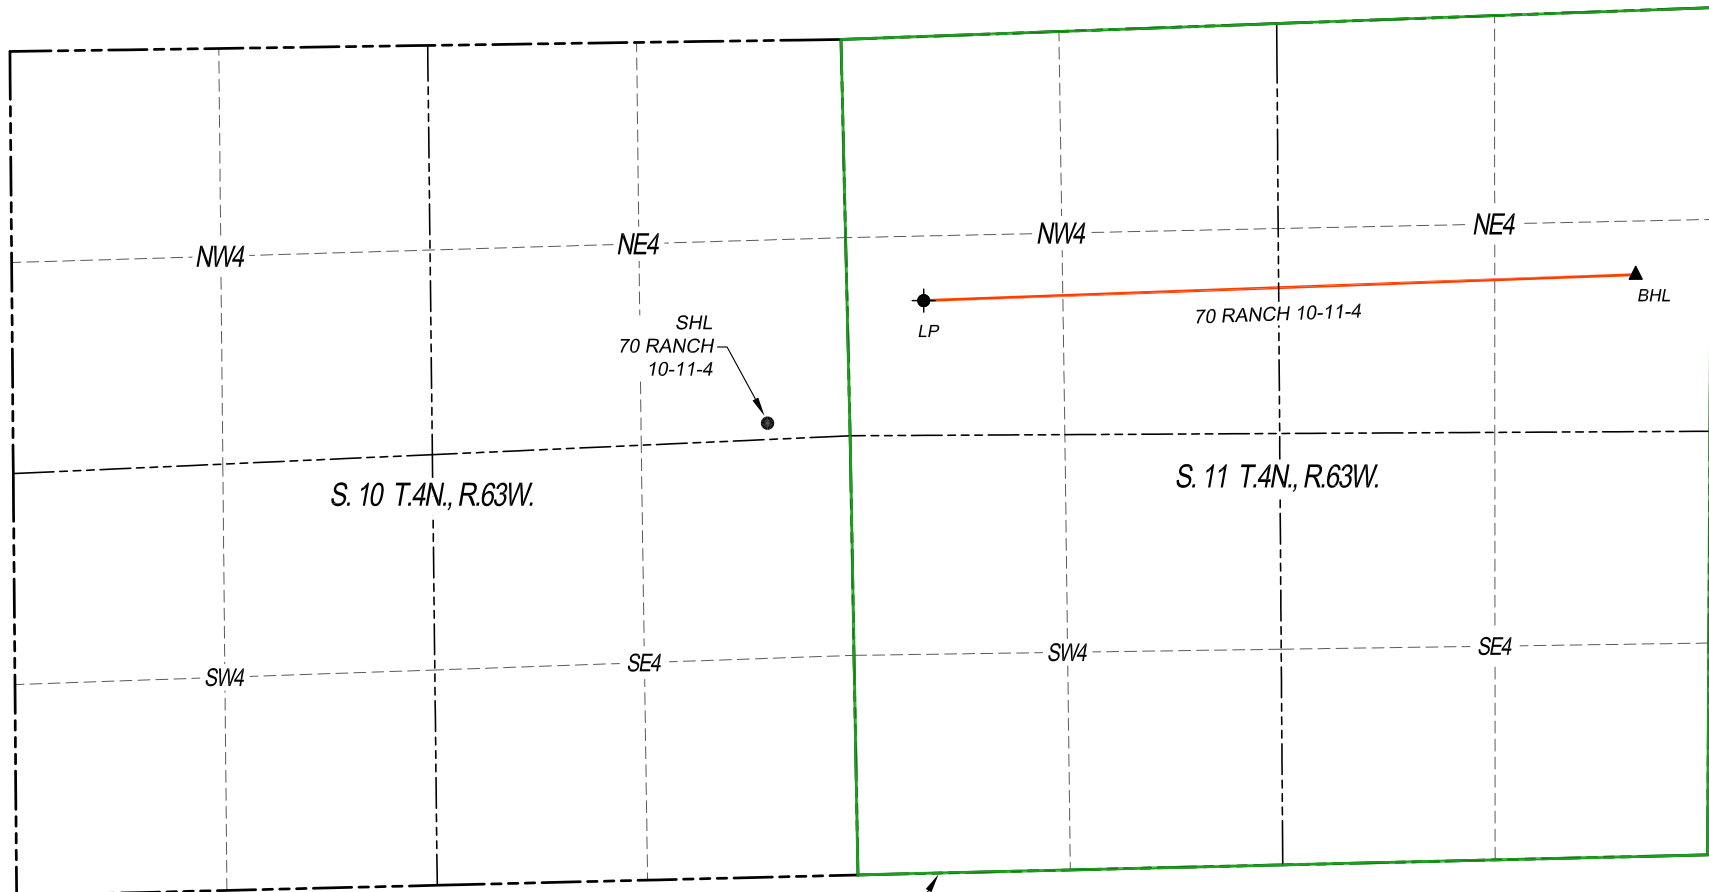 NW4
NE4
NW4
NE4
SHL
70 RANCH
10-11-4
LP
70 RANCH 10-11-4
BHL
S. 10 T.4N., R.63W.
S. 11 T.4N., R.63W.
SW4
SE4
SW4
SE4